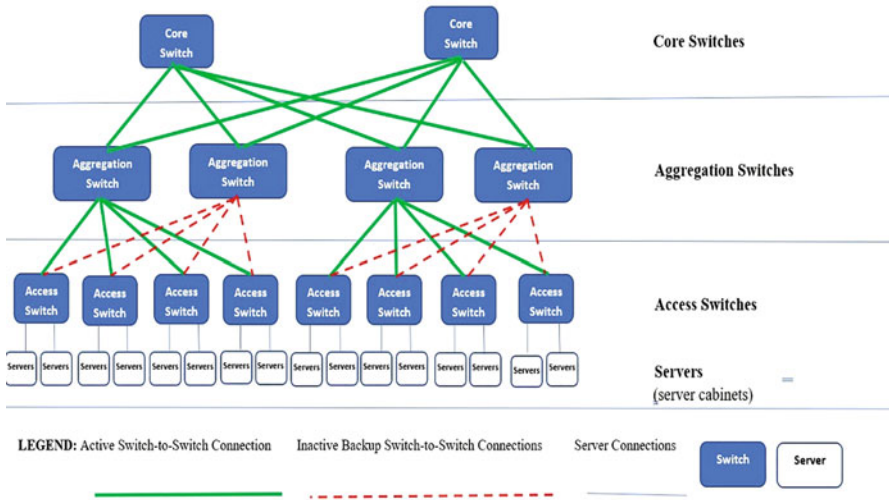 Core
Switch
Core
Switch
Core Switches
Aggregation
Switch
Aggregation
Switch
Aggregation
Switch
Aggregation
Switch
Aggregation Switches
Access
Switch
Access
Switch
Access
Switch
Access
Switch
Access
Switch
Access
Switch
Access
Switch
Access
Switch
Access Switches
Servers Servers Servers Servers Servers Servers Servers Servers Servers Servers Servers Servers Servers Servers Servers Servers
Servers
(server cabinets)
LEGEND: Active Switch-to-Switch Connection
Inactive Backup Switch-to-Switch Connections
Server Connections
Switch
Server